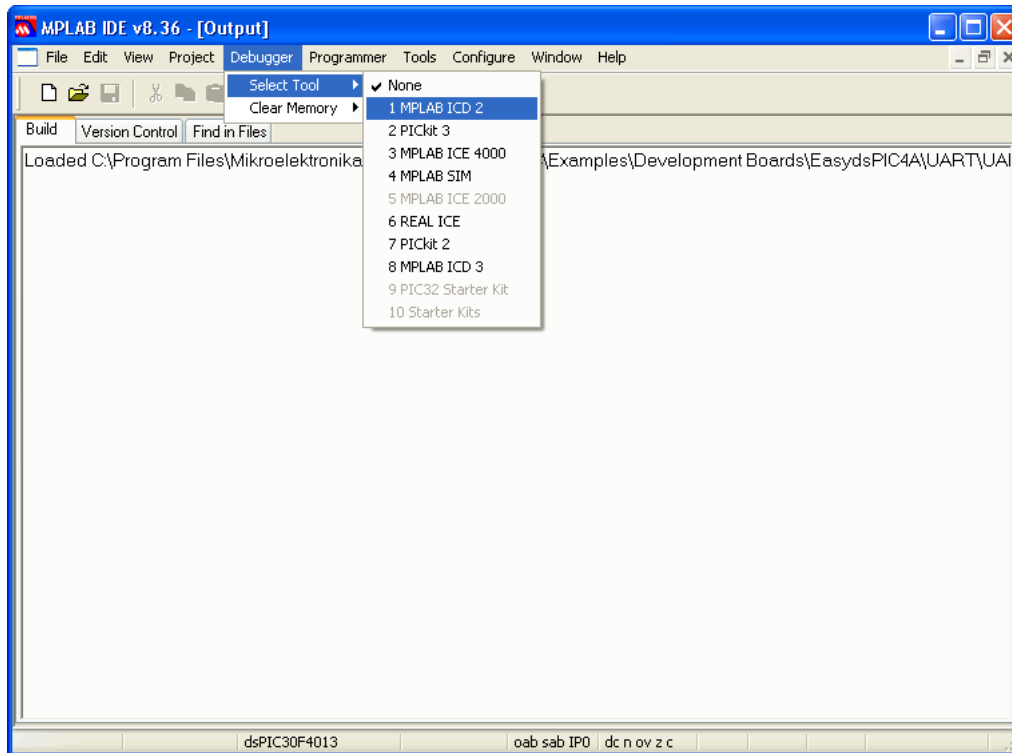 MPLAB IDE v8.36 - [Output]
File Edit View Project Debugger Programmer Tools Configure Window Help
Select Tool
Clear Memory
None
1 MPLAB ICD 2
2 PICkit 3
3 MPLAB ICE 4000
4 MPLAB SIM
5 MPLAB ICE 2000
6 REAL ICE
7 PICkit 2
8 MPLAB ICD 3
9 PIC32 Starter Kit
10 Starter Kits
Build Version Control Find in Files
Loaded C:\Program Files\Mikroelektronika \Examples\Development Boards\EasydsPIC4A\UART\
dsPIC30F4013 oab sab IP0 dc n ov z c